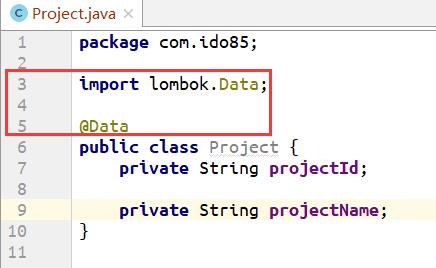 Project.java
1 package com.ido85;
2
3 import lombok.Data;
4
5 @Data
6 public class Project {
7 private String projectId;
8
9 private String projectName;
10 }
11